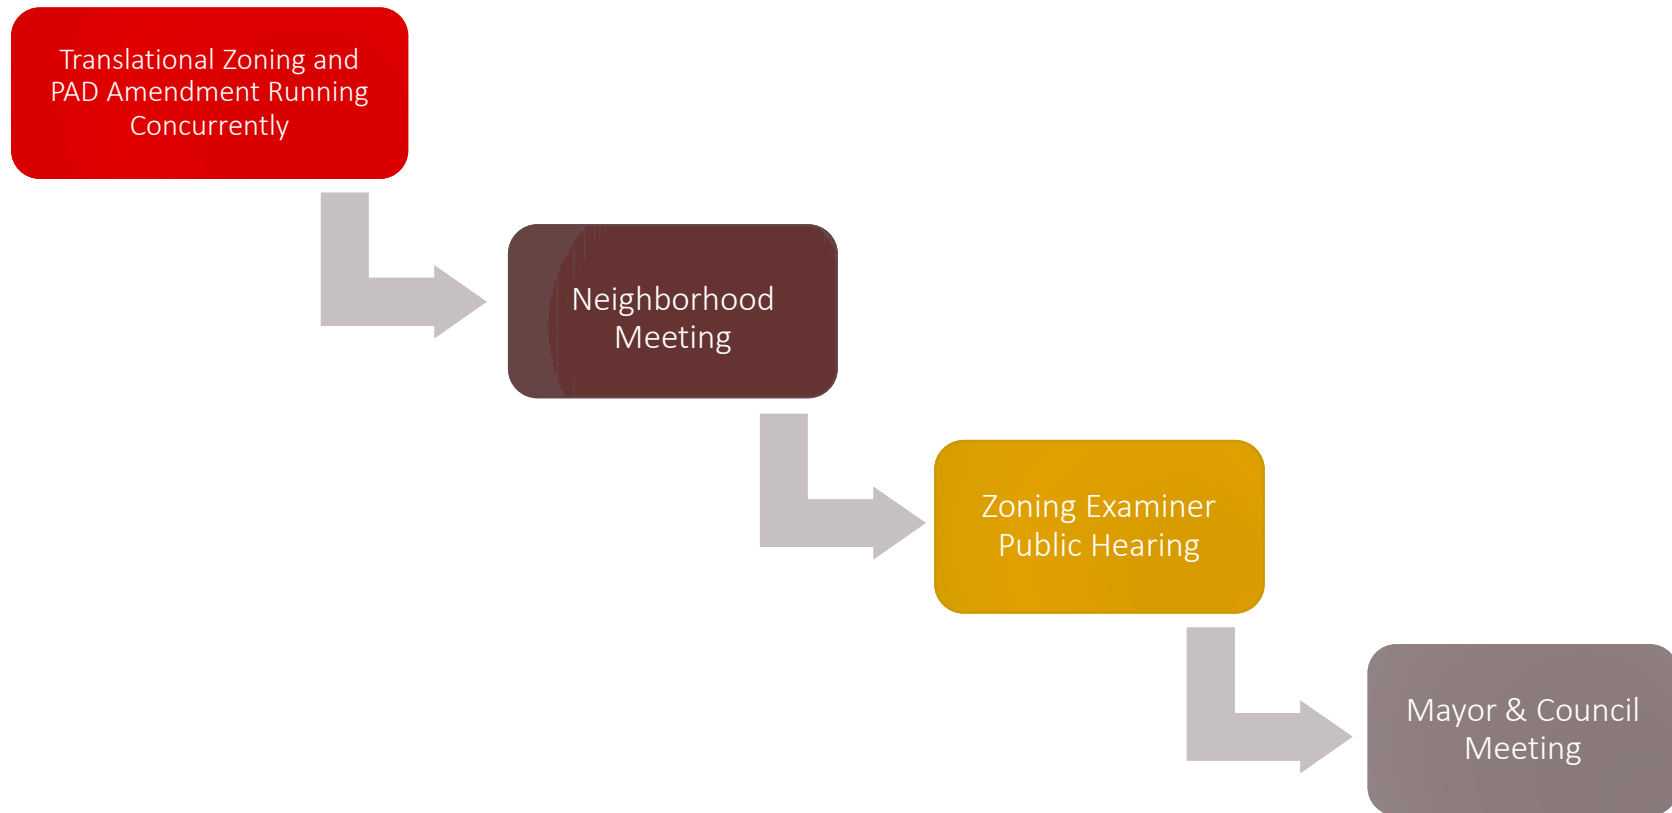 Translational Zoning and
PAD Amendment Running
Concurrently
Neighborhood
Meeting
Zoning Examiner
Public Hearing
Mayor & Council
Meeting